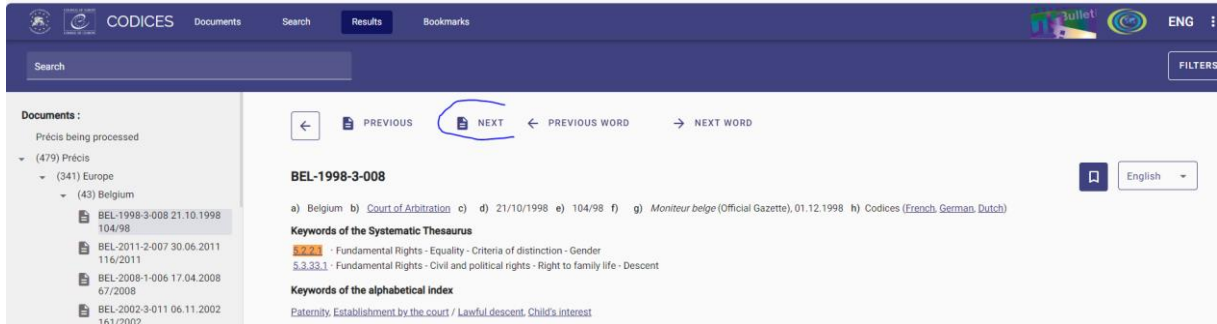 CODICES Documents Search Results Bookmarks ENG
Search FILTERS
Documents :
Précis being processed
(479) Précis
(341) Europe
(43) Belgium
BEL-1998-3-008 21.10.1998
104/98
BEL-2011-2-007 30.06.2011
116/2011
BEL-2008-1-006 17.04.2008
67/2008
BEL-2002-3-011 06.11.2002
161/2002
PREVIOUS NEXT PREVIOUS WORD NEXT WORD
BEL-1998-3-008
English
a) Belgium b) Court of Arbitration c) d) 21/10/1998 e) 104/98 f) g) Moniteur belge (Official Gazette), 01.12.1998 h) Codices (French, German, Dutch)
Keywords of the Systematic Thesaurus
5.2.2.1 · Fundamental Rights - Equality - Criteria of distinction - Gender
5.3.33.1 · Fundamental Rights - Civil and political rights - Right to family life - Descent
Keywords of the alphabetical index
Paternity, Establishment by the court / Lawful descent, Child's interest